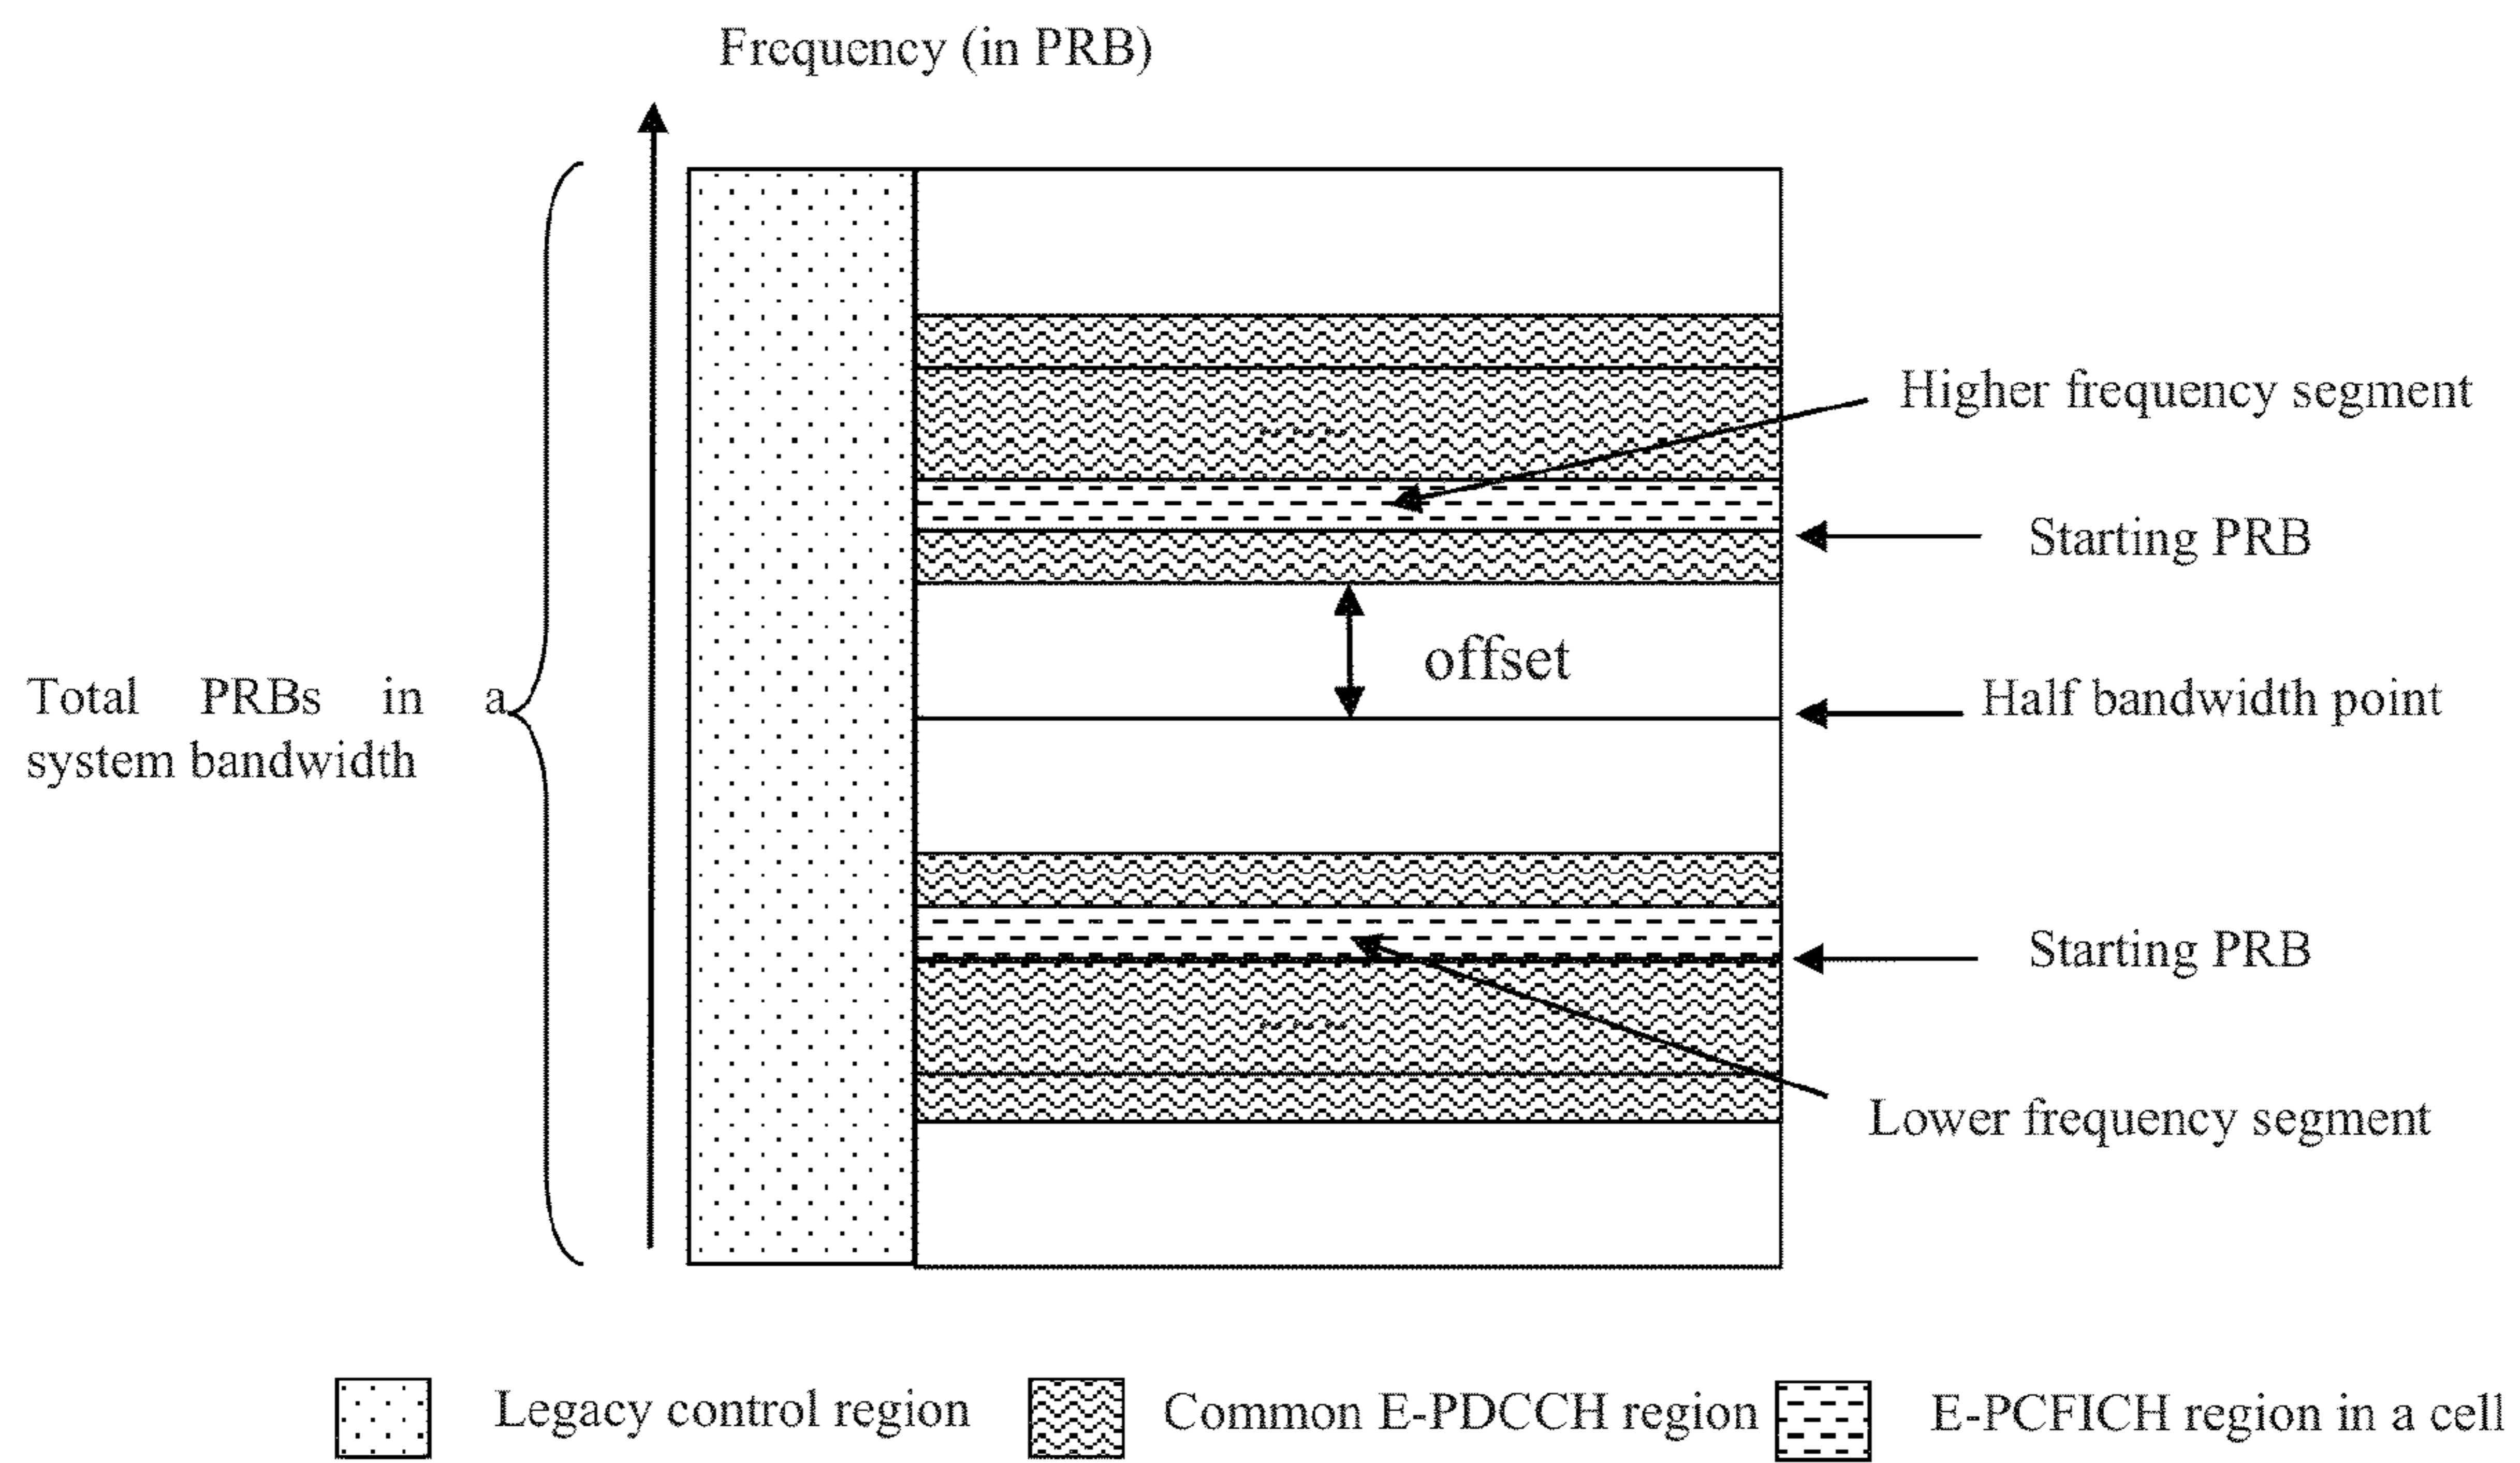 Frequency (in PRB)
Higher frequency segment
Starting PRB
offset
Total PRBs in a
system bandwidth
Half bandwidth point
Starting PRB
Lower frequency segment
Legacy control region
Common E-PDCCH region
E-PCFICH region in a cell